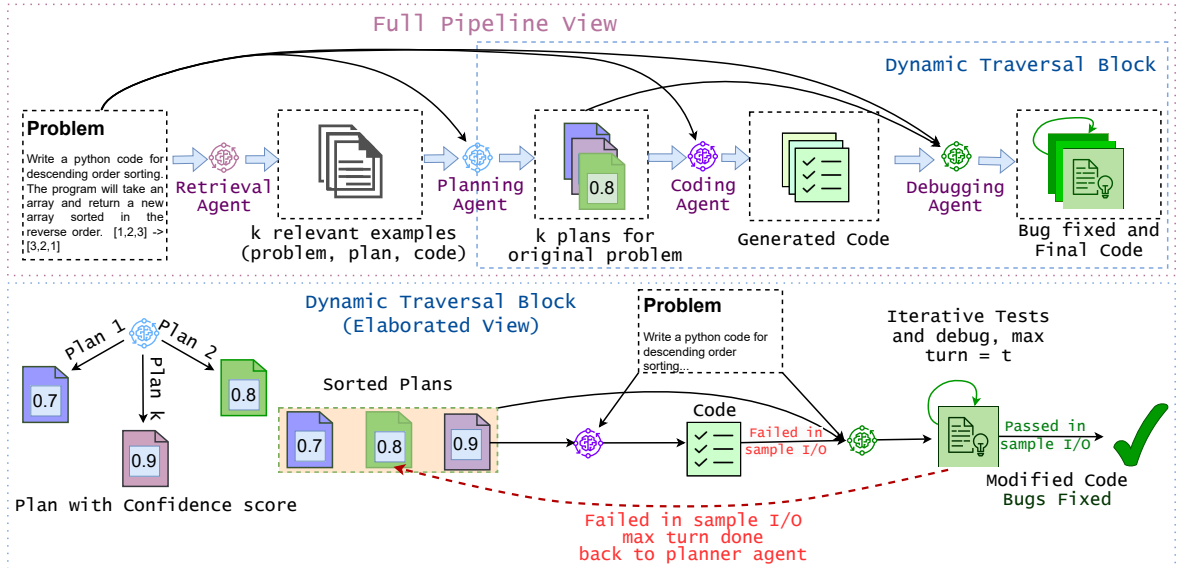 Full Pipeline View
Dynamic Traversal Block
Problem
Write a python code for
descending order sorting.
The program will take an
array and return a new
array sorted in the
reverse order. [1,2,3] ->
[3,2,1]
Retrieval
Agent
k relevant examples
(problem, plan, code)
Planning
Agent
0.8
k plans for
original problem
Coding
Agent
Generated Code
Debugging
Agent
Bug fixed and
Final Code
Dynamic Traversal Block
(Elaborated View)
Plan 1
Plan 2
Plan k
0.7
0.8
0.9
Plan with Confidence score
Sorted Plans
0.7
0.8
0.9
Problem
Write a python code for
descending order
sorting...
Code
Failed in
sample I/O
Iterative Tests
and debug, max
turn = t
Passed in
sample I/O
Modified Code
Bugs Fixed
Failed in sample I/O
max turn done
back to planner agent